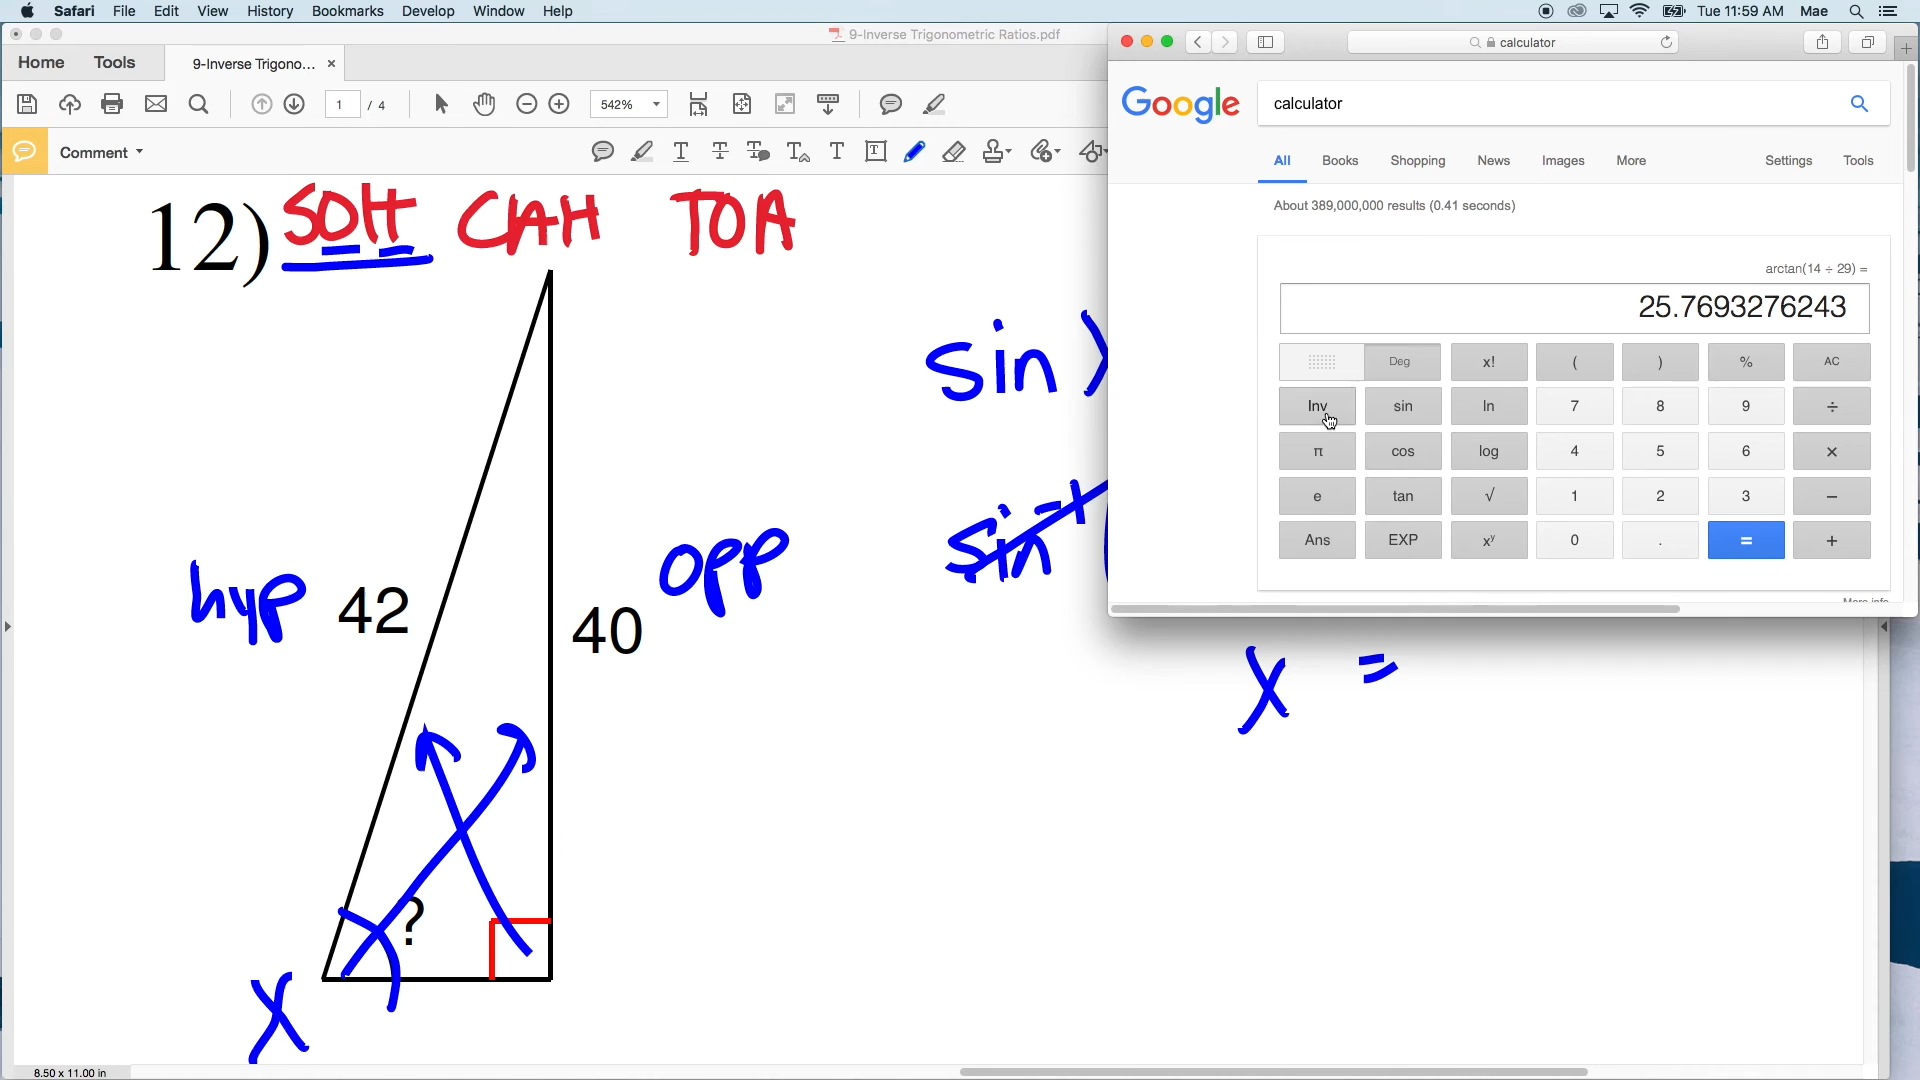 Safari File Edit View History Bookmarks Develop Window Help Tue 11:59 AM Mae
9-Inverse Trigonometric Ratios.pdf
Home Tools 9-Inverse Trigono... ×
1 / 4 542%
Comment
12) SOH CAH TOA
sin X
sin⁻¹ (
hyp 42
40 opp
?
X
X =
8.50 x 11.00 in
calculator
Google calculator
All Books Shopping News Images More Settings Tools
About 389,000,000 results (0.41 seconds)
arctan(14 ÷ 29) =
25.7693276243
Deg x! ( ) % AC
Inv sin ln 7 8 9 ÷
π cos log 4 5 6 ×
e tan √ 1 2 3 −
Ans EXP xʸ 0 . = +
More info